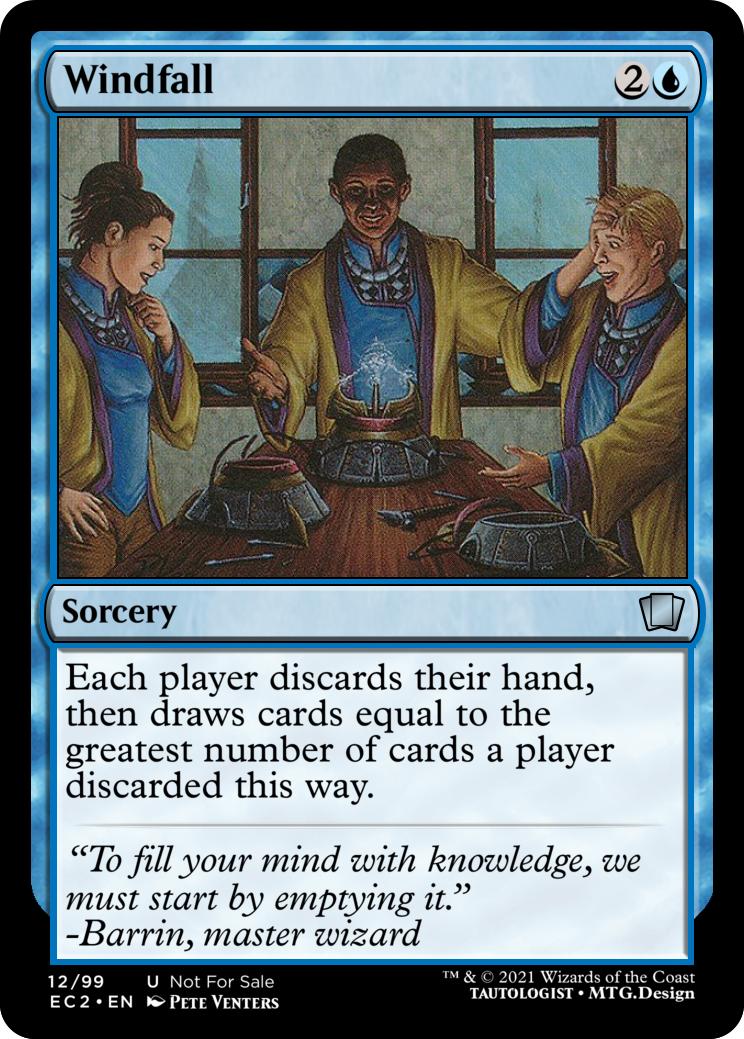 Windfall 2
Sorcery
Each player discards their hand,
then draws cards equal to the
greatest number of cards a player
discarded this way.
“To fill your mind with knowledge, we
must start by emptying it.”
-Barrin, master wizard
12/99 U Not For Sale
EC2 • EN PETE VENTERS
™ & © 2021 Wizards of the Coast
TAUTOLOGIST • MTG.Design